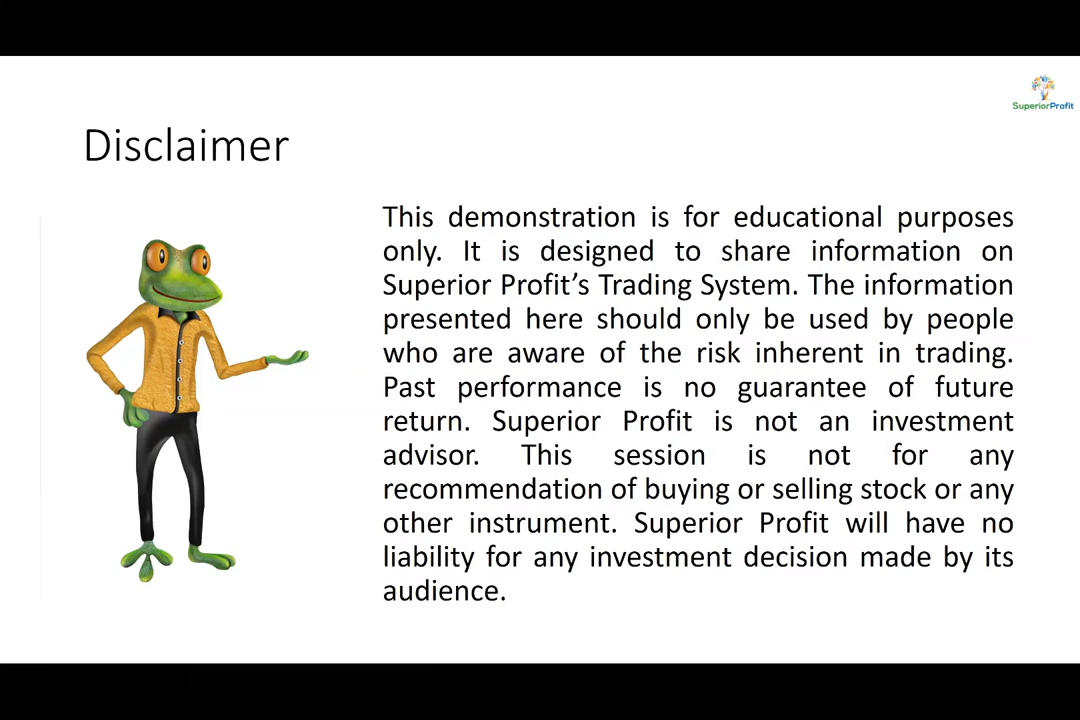 SuperiorProfit
Disclaimer
This demonstration is for educational purposes
only. It is designed to share information on
Superior Profit’s Trading System. The information
presented here should only be used by people
who are aware of the risk inherent in trading.
Past performance is no guarantee of future
return. Superior Profit is not an investment
advisor. This session is not for any
recommendation of buying or selling stock or any
other instrument. Superior Profit will have no
liability for any investment decision made by its
audience.